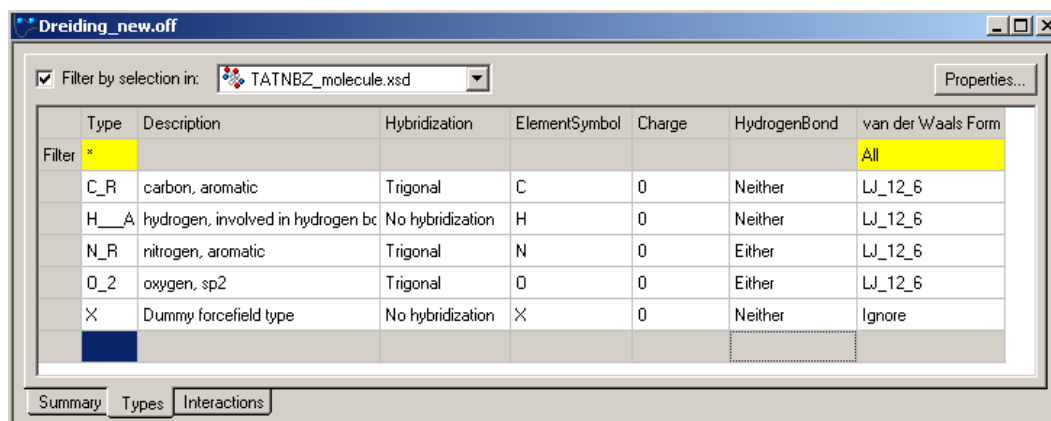 Dreiding_new.off
Filter by selection in: TATNBZ_molecule.xsd Properties...
Type Description Hybridization ElementSymbol Charge HydrogenBond van der Waals Form
Filter * All
C_R carbon, aromatic Trigonal C 0 Neither LJ_12_6
H___A hydrogen, involved in hydrogen bc No hybridization H 0 Neither LJ_12_6
N_R nitrogen, aromatic Trigonal N 0 Either LJ_12_6
O_2 oxygen, sp2 Trigonal O 0 Either LJ_12_6
X Dummy forcefield type No hybridization X 0 Neither Ignore
Summary Types Interactions